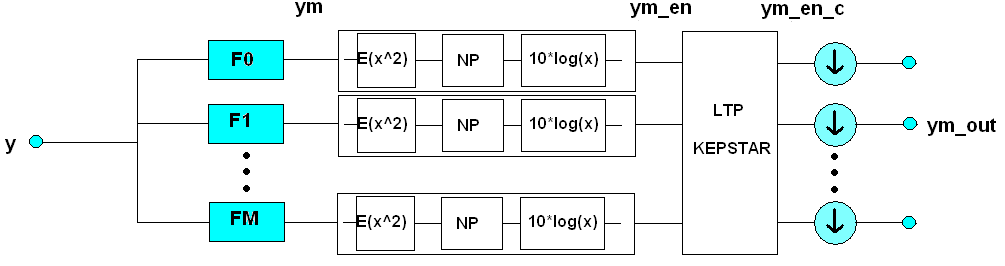 ym
ym_en
ym_en_c
F0
E(x^2)
NP
10*log(x)
F1
E(x^2)
NP
10*log(x)
LTP
KEPSTAR
y
ym_out
FM
E(x^2)
NP
10*log(x)